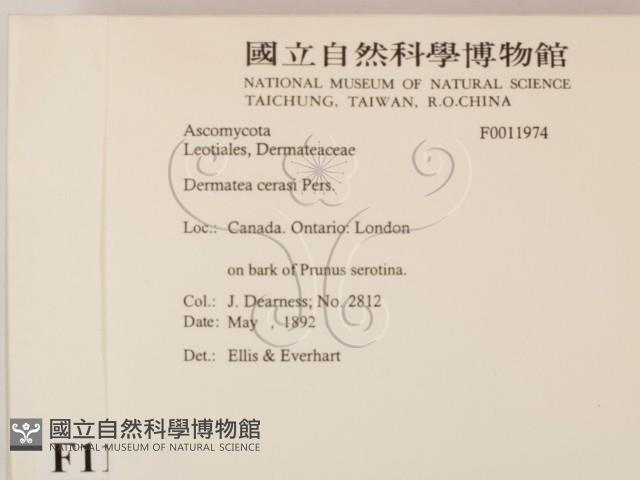 國立自然科學博物館
NATIONAL MUSEUM OF NATURAL SCIENCE
TAICHUNG, TAIWAN, R.O.CHINA
Ascomycota F0011974
Leotiales, Dermateaceae
Dermatea cerasi Pers.
Loc.: Canada. Ontario: London
on bark of Prunus serotina.
Col.: J. Dearness; No. 2812
Date: May , 1892
Det.: Ellis & Everhart
國立自然科學博物館
NATIONAL MUSEUM OF NATURAL SCIENCE
F1